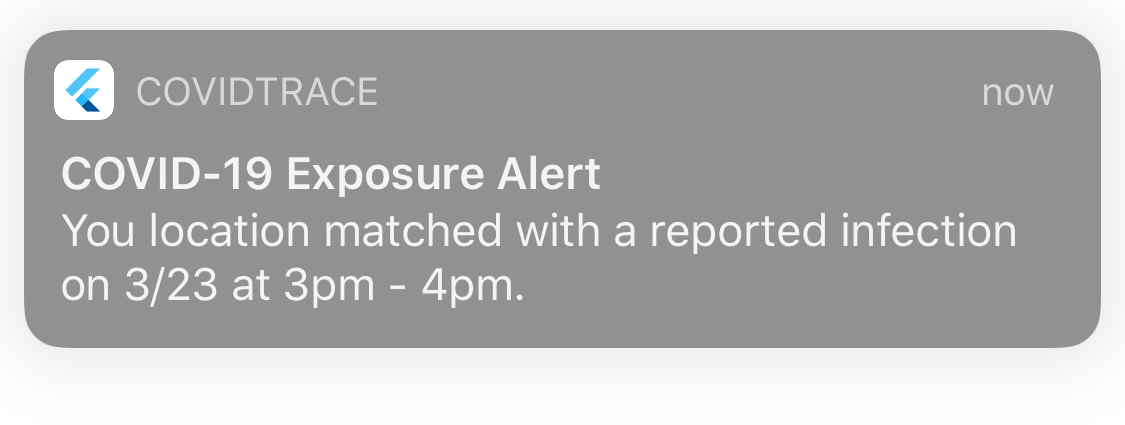 COVIDTRACE now
COVID-19 Exposure Alert
You location matched with a reported infection
on 3/23 at 3pm - 4pm.